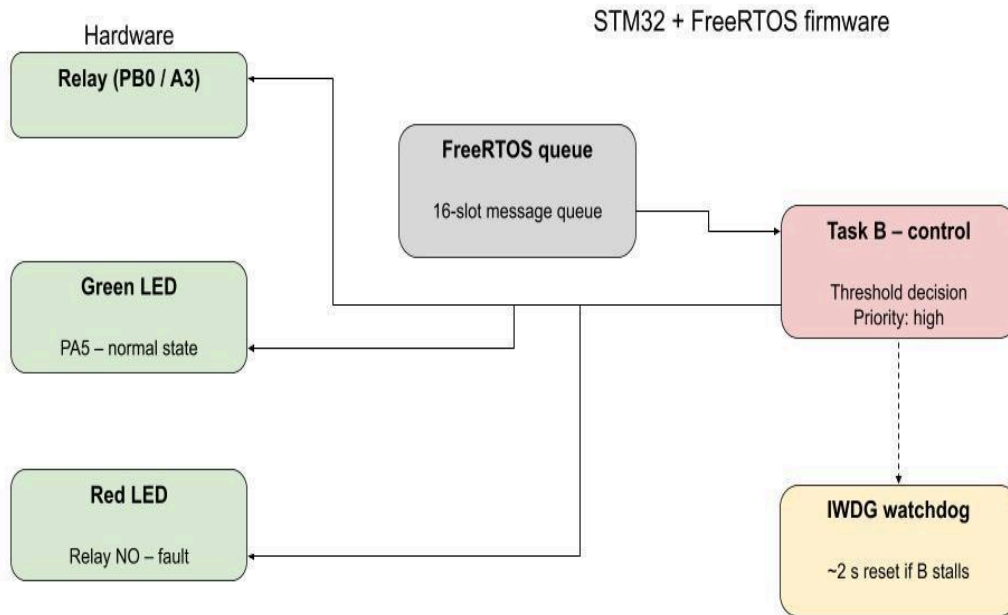 STM32 + FreeRTOS firmware
Hardware
Relay (PB0 / A3)
FreeRTOS queue
16-slot message queue
Task B – control
Threshold decision
Priority: high
Green LED
PA5 – normal state
Red LED
Relay NO – fault
IWDG watchdog
~2 s reset if B stalls